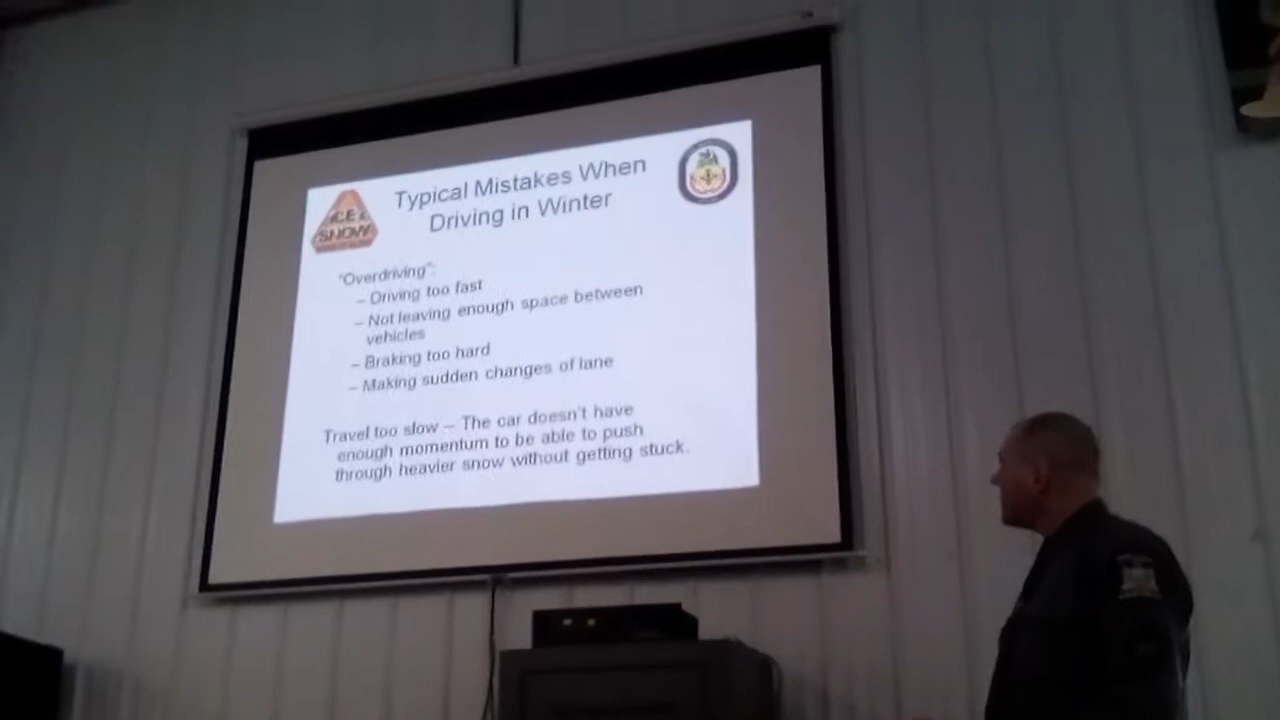 Typical Mistakes When
Driving in Winter
ICE &
SNOW
"Overdriving":
– Driving too fast
– Not leaving enough space between
vehicles
– Braking too hard
– Making sudden changes of lane
Travel too slow – The car doesn't have
enough momentum to be able to push
through heavier snow without getting stuck.